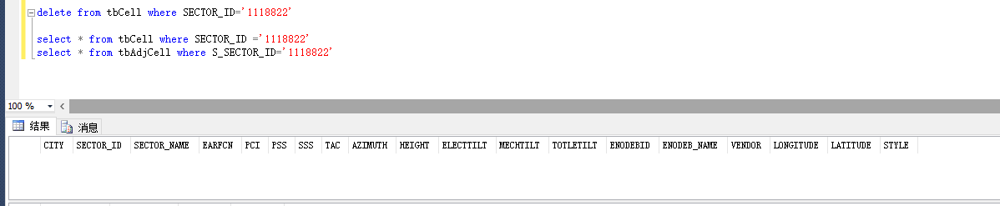 delete from tbCell where SECTOR_ID='1118822'
select * from tbCell where SECTOR_ID ='1118822'
select * from tbAdjCell where S_SECTOR_ID='1118822'
100 %
结果 消息
CITY SECTOR_ID SECTOR_NAME EARFCN PCI PSS SSS TAC AZIMUTH HEIGHT ELECTTILT MECHTILT TOTLETILT ENODEBID ENODEB_NAME VENDOR LONGITUDE LATITUDE STYLE